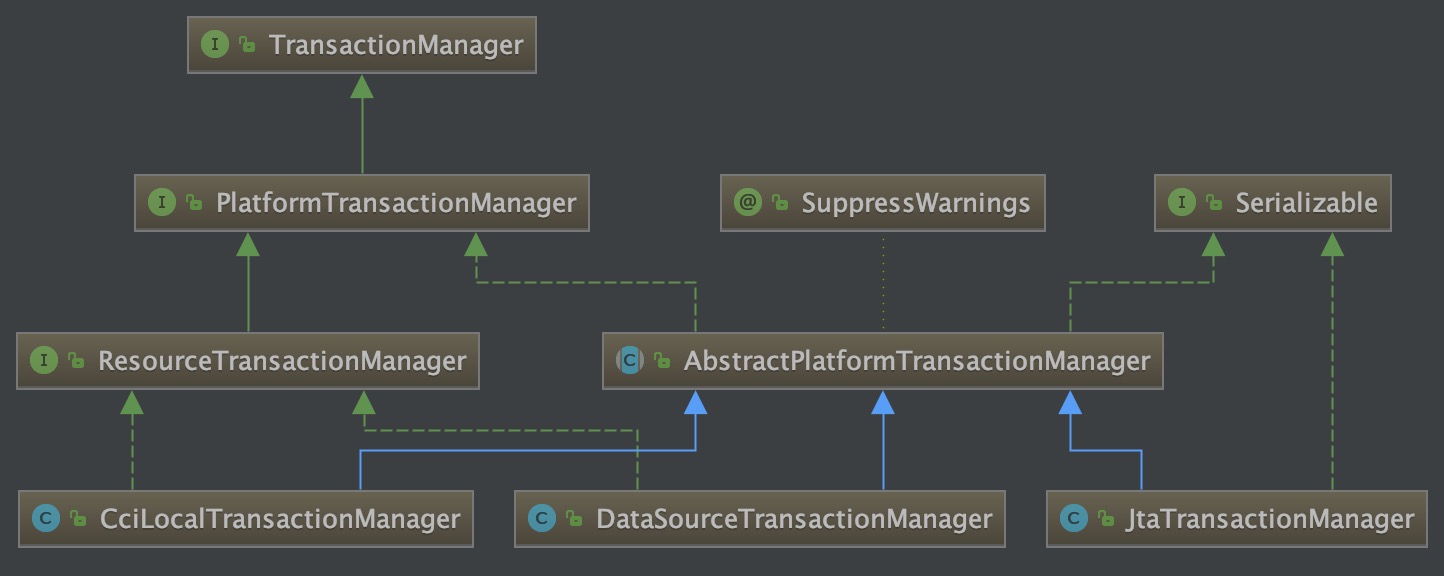 I TransactionManager
I PlatformTransactionManager
@ SuppressWarnings
I Serializable
I ResourceTransactionManager
C AbstractPlatformTransactionManager
C CciLocalTransactionManager
C DataSourceTransactionManager
C JtaTransactionManager